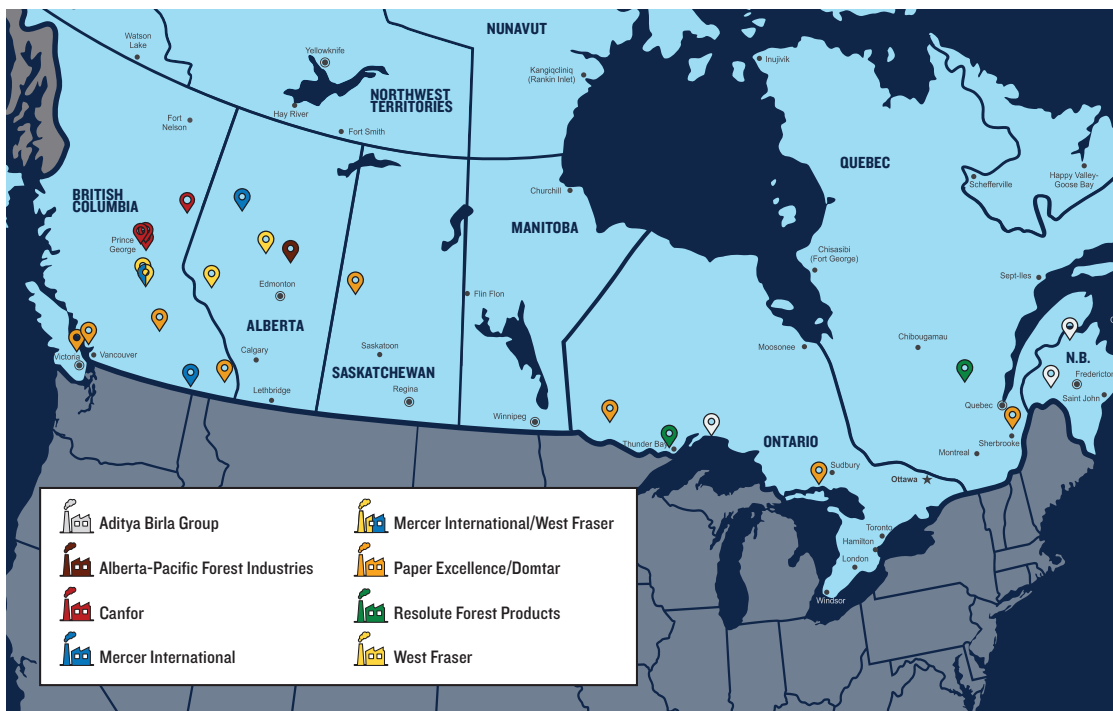 NUNAVUT
Watson
Lake
Yellowknife
Inujivik
Kangiqcliniq
(Rankin Inlet)
NORTHWEST
TERRITORIES
Hay River
Fort
Nelson
Fort Smith
QUEBEC
Schefferville
Happy Valley-
Goose Bay
BRITISH
COLUMBIA
Churchill
MANITOBA
Prince
George
Chisasibi
(Fort George)
Sept-Iles
Edmonton
Flin Flon
ALBERTA
Chibougamau
Moosonee
Victoria
Vancouver
Calgary
Saskatoon
SASKATCHEWAN
N.B.
Fredericton
Lethbridge
Regina
Quebec
Saint John
Winnipeg
Thunder Bay
ONTARIO
Sherbrooke
Montreal
Sudbury
Ottawa
Toronto
Hamilton
London
Windsor
Aditya Birla Group
Alberta-Pacific Forest Industries
Canfor
Mercer International
Mercer International/West Fraser
Paper Excellence/Domtar
Resolute Forest Products
West Fraser